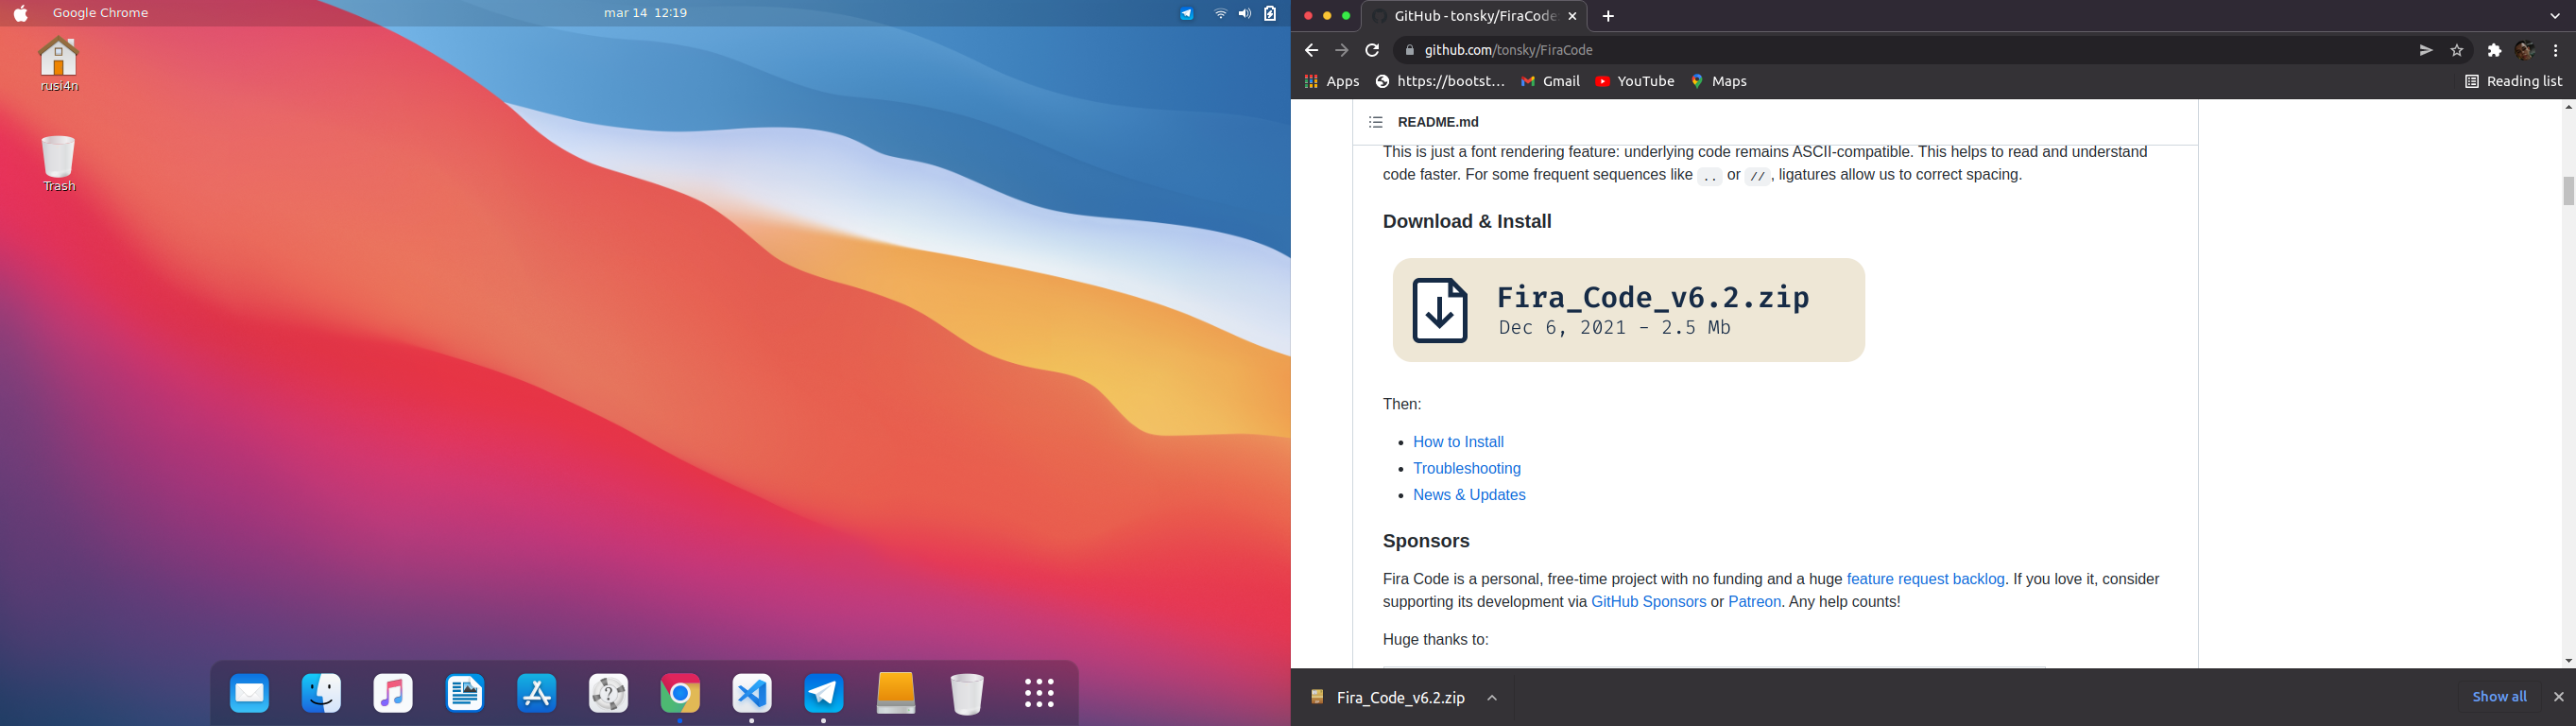 Google Chrome
mar 14 12:19
rusi4n
Trash
GitHub - tonsky/FiraCode
github.com/tonsky/FiraCode
Apps
https://bootst...
Gmail
YouTube
Maps
Reading list
README.md
This is just a font rendering feature: underlying code remains ASCII-compatible. This helps to read and understand
code faster. For some frequent sequences like .. or //, ligatures allow us to correct spacing.
Download & Install
Fira_Code_v6.2.zip
Dec 6, 2021 - 2.5 Mb
Then:
• How to Install
• Troubleshooting
• News & Updates
Sponsors
Fira Code is a personal, free-time project with no funding and a huge feature request backlog. If you love it, consider
supporting its development via GitHub Sponsors or Patreon. Any help counts!
Huge thanks to:
Fira_Code_v6.2.zip
Show all